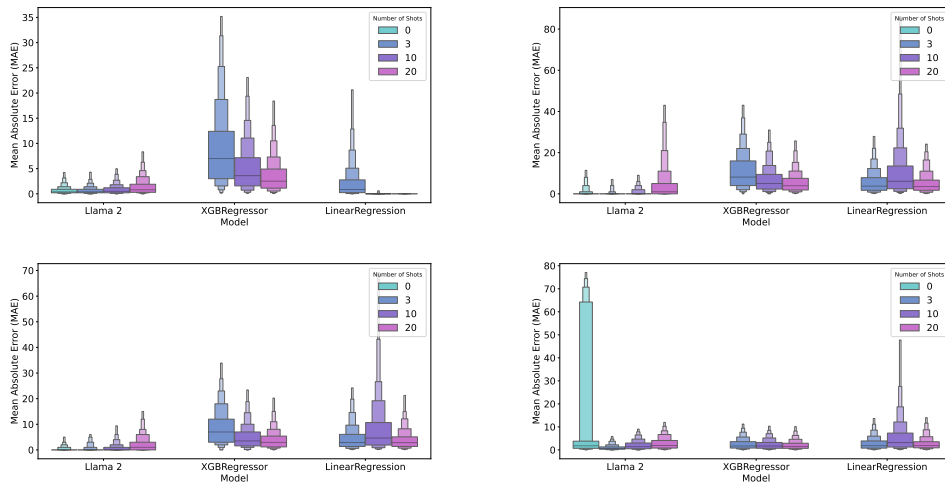 Mean Absolute Error (MAE)
35
30
25
20
15
10
5
0
Number of Shots
0
3
10
20
Llama 2
XGBRegressor
LinearRegression
Model
Mean Absolute Error (MAE)
80
60
40
20
0
Number of Shots
0
3
10
20
Llama 2
XGBRegressor
LinearRegression
Model
Mean Absolute Error (MAE)
70
60
50
40
30
20
10
0
Number of Shots
0
3
10
20
Llama 2
XGBRegressor
LinearRegression
Model
Mean Absolute Error (MAE)
80
70
60
50
40
30
20
10
0
Number of Shots
0
3
10
20
Llama 2
XGBRegressor
LinearRegression
Model